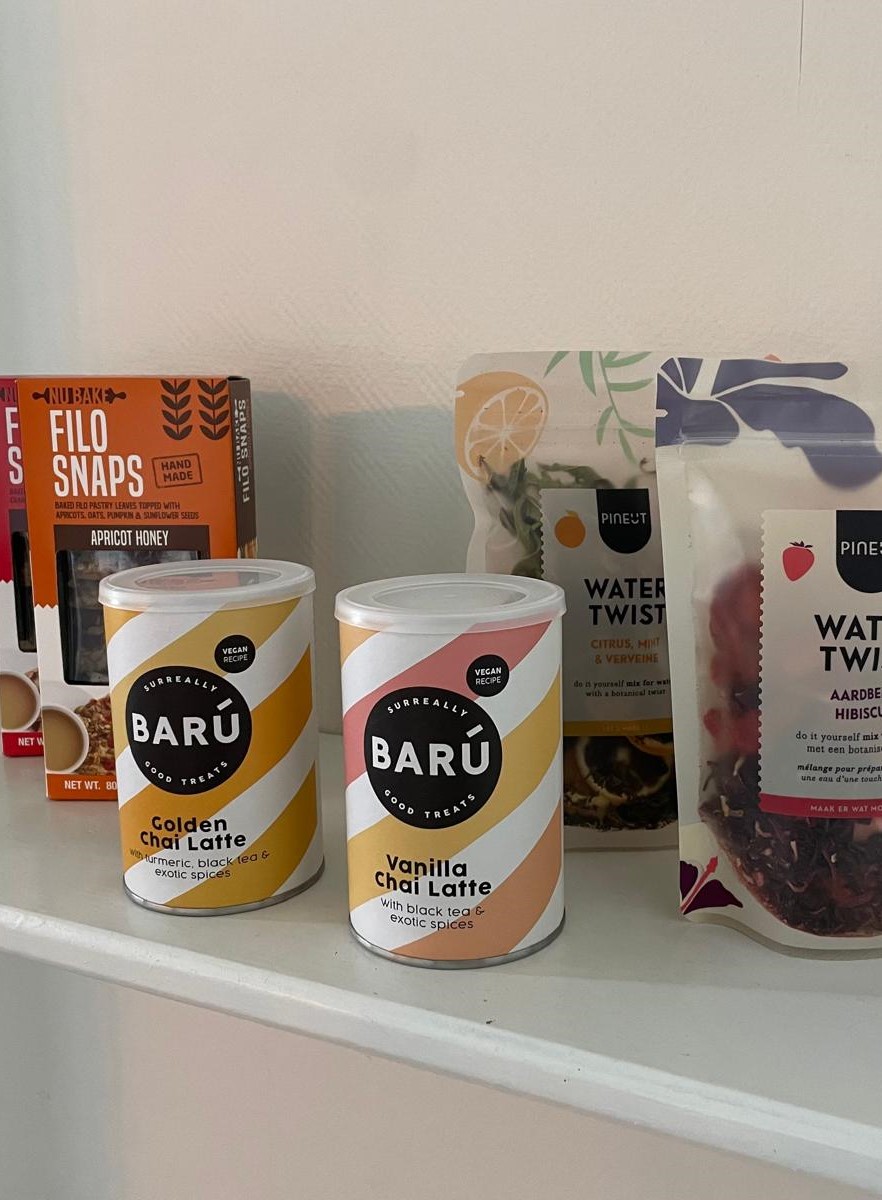 NU BAKE
FILO
SNAPS
HAND
MADE
BAKED FILO PASTRY LEAVES TOPPED WITH
APRICOTS, OATS, PUMPKIN & SUNFLOWER SEEDS
APRICOT HONEY
NET WT. 80
FILO SNAPS
F
S
NET W
VEGAN
RECIPE
SURREALLY
BARÚ
GOOD TREATS
Golden
Chai Latte
with turmeric, black tea &
exotic spices
VEGAN
RECIPE
SURREALLY
BARÚ
GOOD TREATS
Vanilla
Chai Latte
with black tea &
exotic spices
PINEUT
WATER
TWIST
CITRUS, MINT
& VERVEINE
do it yourself mix for wat
with a botanical twist
PINEU
WAT
TWI
AARDBE
HIBISCU
do it yourself mix
met een botanis
mélange pour prépa
une eau d'une touch
MAAK ER WAT MO